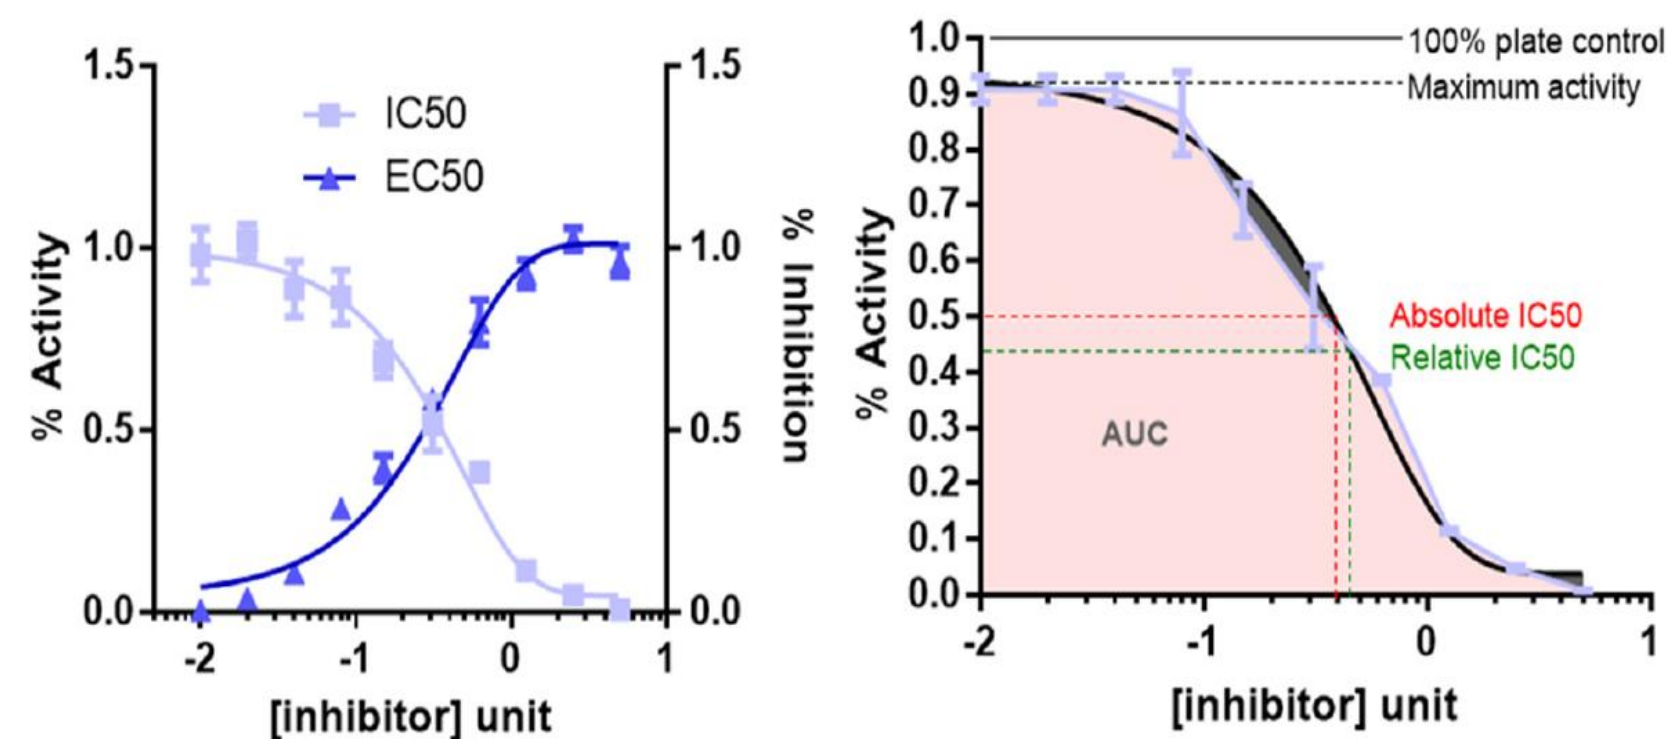 1.5
1.0
0.5
0.0
% Activity
IC50
EC50
1.5
1.0
0.5
0.0
% Inhibition
-2
-1
0
1
[inhibitor] unit
1.0
0.9
0.8
0.7
0.6
0.5
0.4
0.3
0.2
0.1
0.0
% Activity
100% plate control
Maximum activity
Absolute IC50
Relative IC50
AUC
-2
-1
0
1
[inhibitor] unit